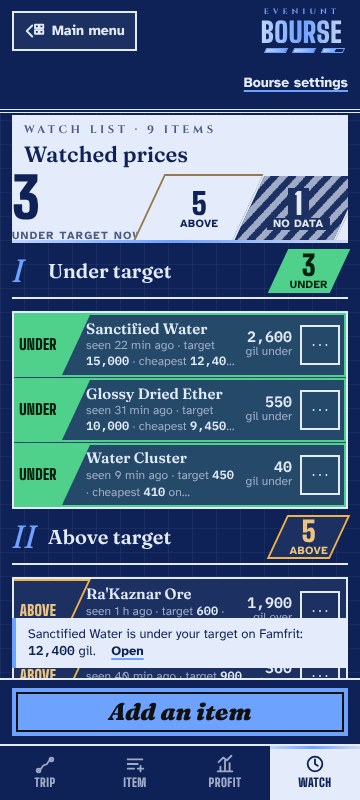 Main menu
EVENIUNT
BOURSE
Bourse settings
WATCH LIST · 9 ITEMS
Watched prices
3
UNDER TARGET NOW
5
ABOVE
1
NO DATA
I Under target
3
UNDER
UNDER
Sanctified Water
seen 22 min ago · target
15,000 · cheapest 12,40…
2,600
gil under
...
UNDER
Glossy Dried Ether
seen 31 min ago · target
10,000 · cheapest 9,450…
550
gil under
...
UNDER
Water Cluster
seen 9 min ago · target 450
· cheapest 410 on…
40
gil under
...
II Above target
5
ABOVE
ABOVE
Ra'Kaznar Ore
seen 1 h ago · target 600 ·
1,900
gil over
...
Sanctified Water is under your target on Famfrit:
12,400 gil. Open
ABOVE
seen 40 min ago · target 900
360
Add an item
TRIP
ITEM
PROFIT
WATCH